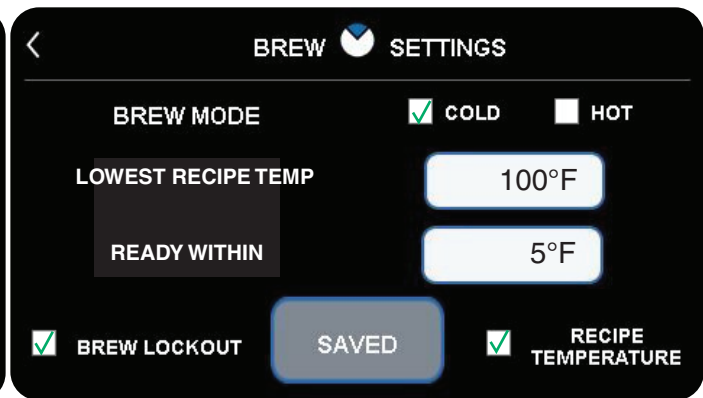 BREW SETTINGS
BREW MODE COLD HOT
LOWEST RECIPE TEMP 100°F
READY WITHIN 5°F
BREW LOCKOUT SAVED RECIPE TEMPERATURE